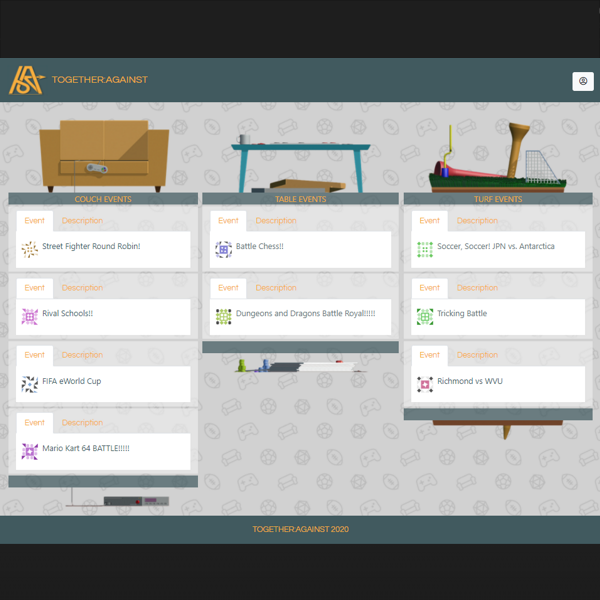 TOGETHER:AGAINST
COUCH EVENTS
Event Description
Street Fighter Round Robin!
Event Description
Rival Schools!!
Event Description
FIFA eWorld Cup
Event Description
Mario Kart 64 BATTLE!!!!!
TABLE EVENTS
Event Description
Battle Chess!!
Event Description
Dungeons and Dragons Battle Royal!!!!!
TURF EVENTS
Event Description
Soccer, Soccer! JPN vs. Antarctica
Event Description
Tricking Battle
Event Description
Richmond vs WVU
TOGETHER:AGAINST 2020